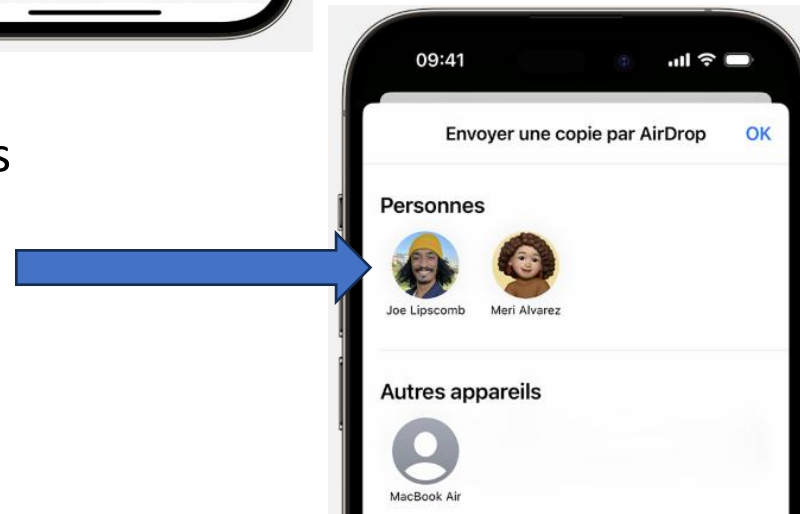 s
09:41
Envoyer une copie par AirDrop OK
Personnes
Joe Lipscomb Meri Alvarez
Autres appareils
MacBook Air